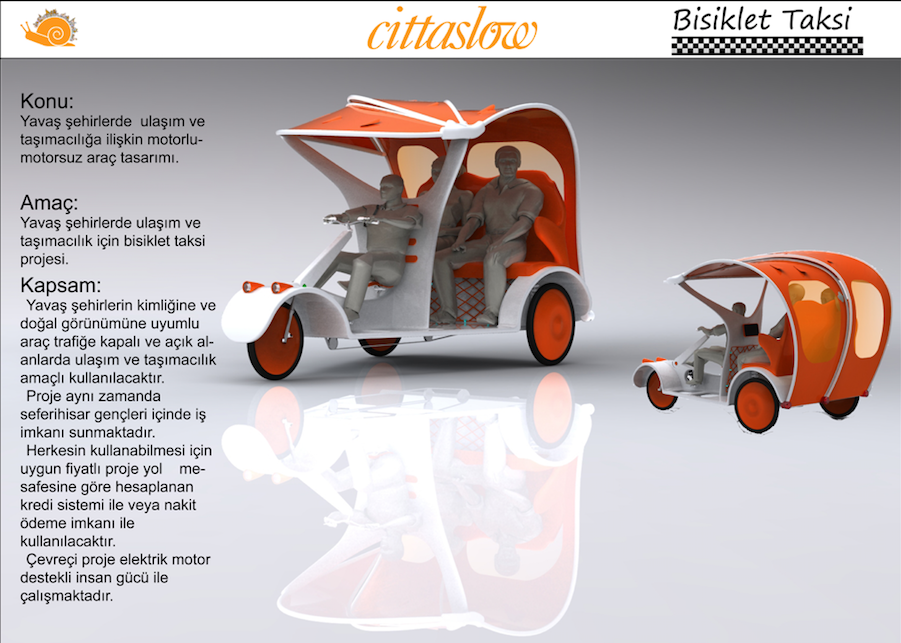 cittaslow
Bisiklet Taksi
Konu:
Yavaş şehirlerde ulaşım ve
taşımacılığa ilişkin motorlu-
motorsuz araç tasarımı.
Amaç:
Yavaş şehirlerde ulaşım ve
taşımacılık için bisiklet taksi
projesi.
Kapsam:
Yavaş şehirlerin kimliğine ve
doğal görünümüne uyumlu
araç trafiğe kapalı ve açık al-
anlarda ulaşım ve taşımacılık
amaçlı kullanılacaktır.
Proje aynı zamanda
seferihisar gençleri içinde iş
imkanı sunmaktadır.
Herkesin kullanabilmesi için
uygun fiyatlı proje yol me-
safesine göre hesaplanan
kredi sistemi ile veya nakit
ödeme imkanı ile
kullanılacaktır.
Çevreçi proje elektrik motor
destekli insan gücü ile
çalışmaktadır.